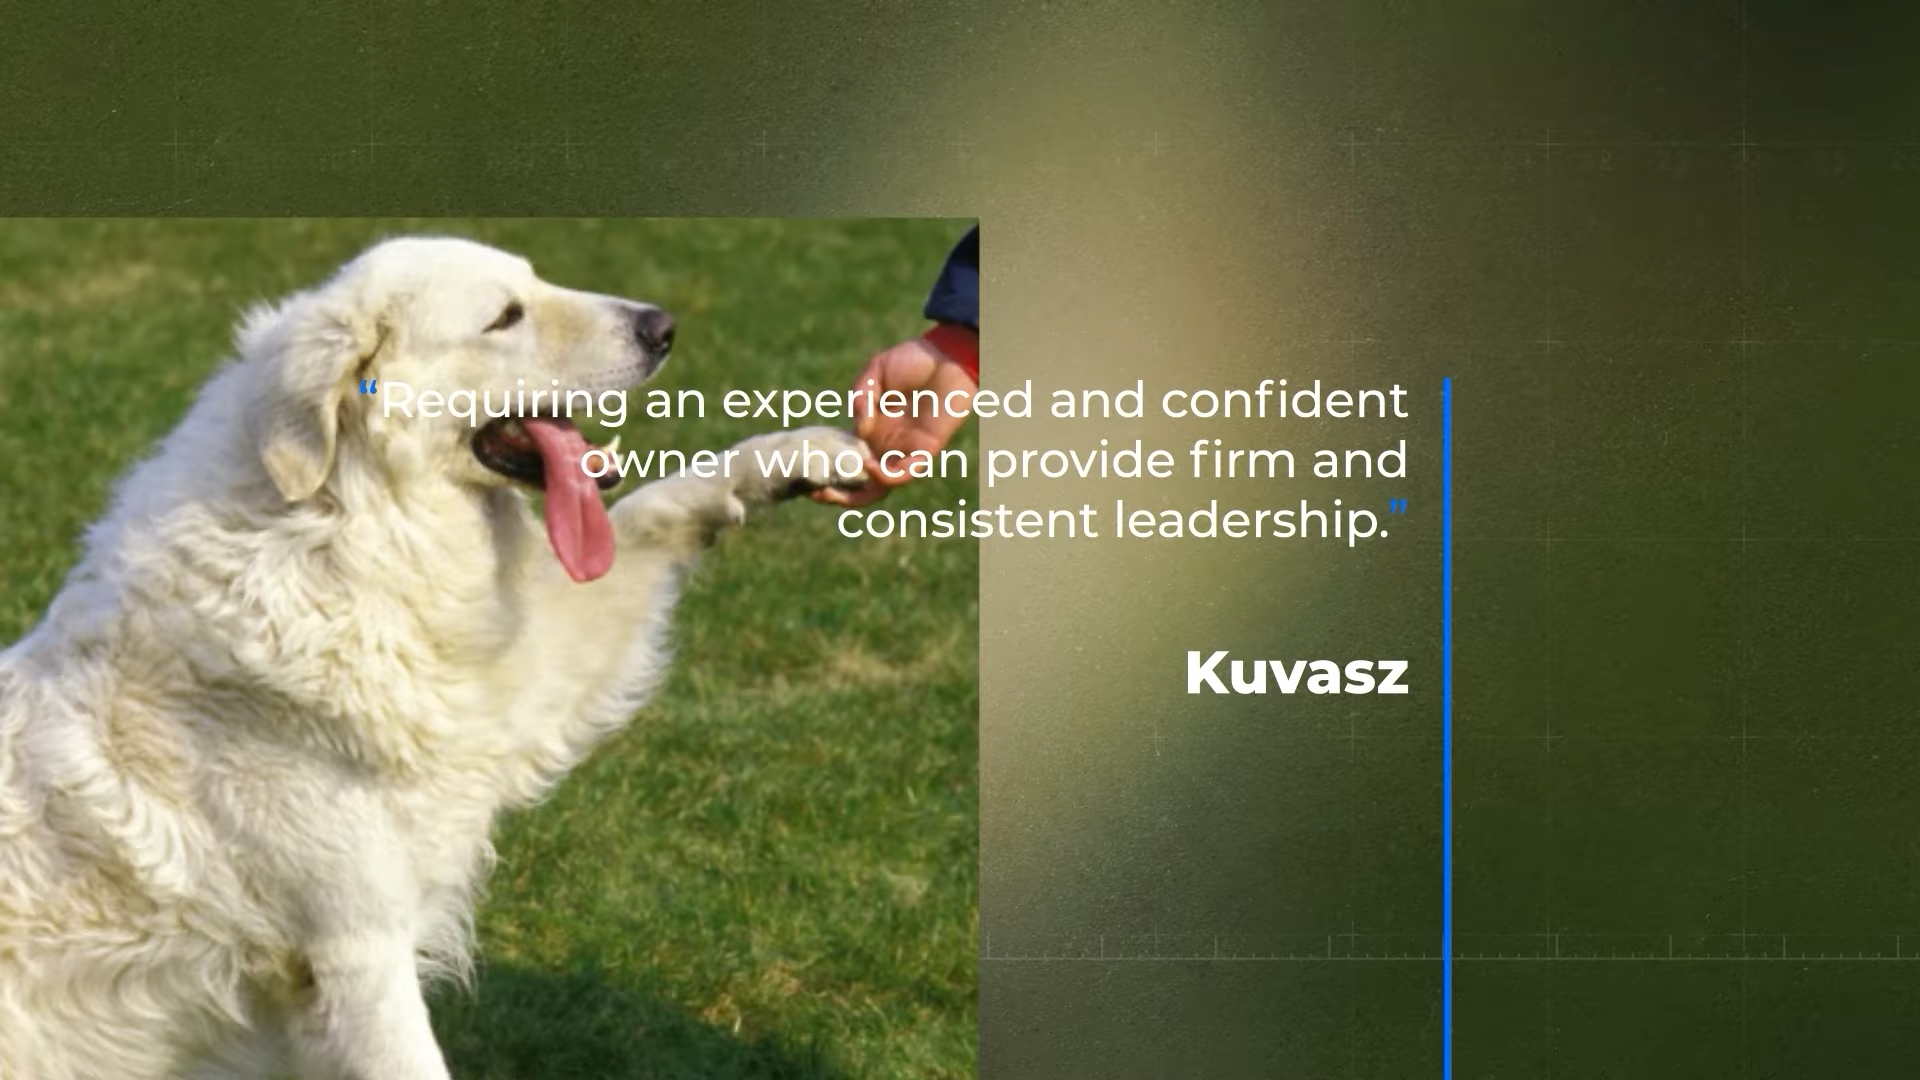 “Requiring an experienced and confident
owner who can provide firm and
consistent leadership.”
Kuvasz